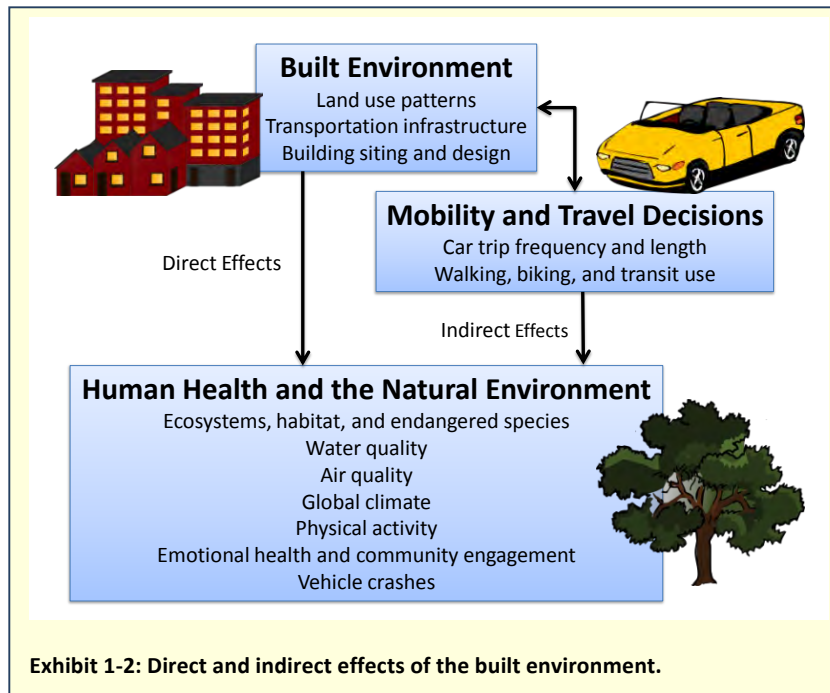 Built Environment
Land use patterns
Transportation infrastructure
Building siting and design
Mobility and Travel Decisions
Car trip frequency and length
Walking, biking, and transit use
Direct Effects
Indirect Effects
Human Health and the Natural Environment
Ecosystems, habitat, and endangered species
Water quality
Air quality
Global climate
Physical activity
Emotional health and community engagement
Vehicle crashes
Exhibit 1-2: Direct and indirect effects of the built environment.